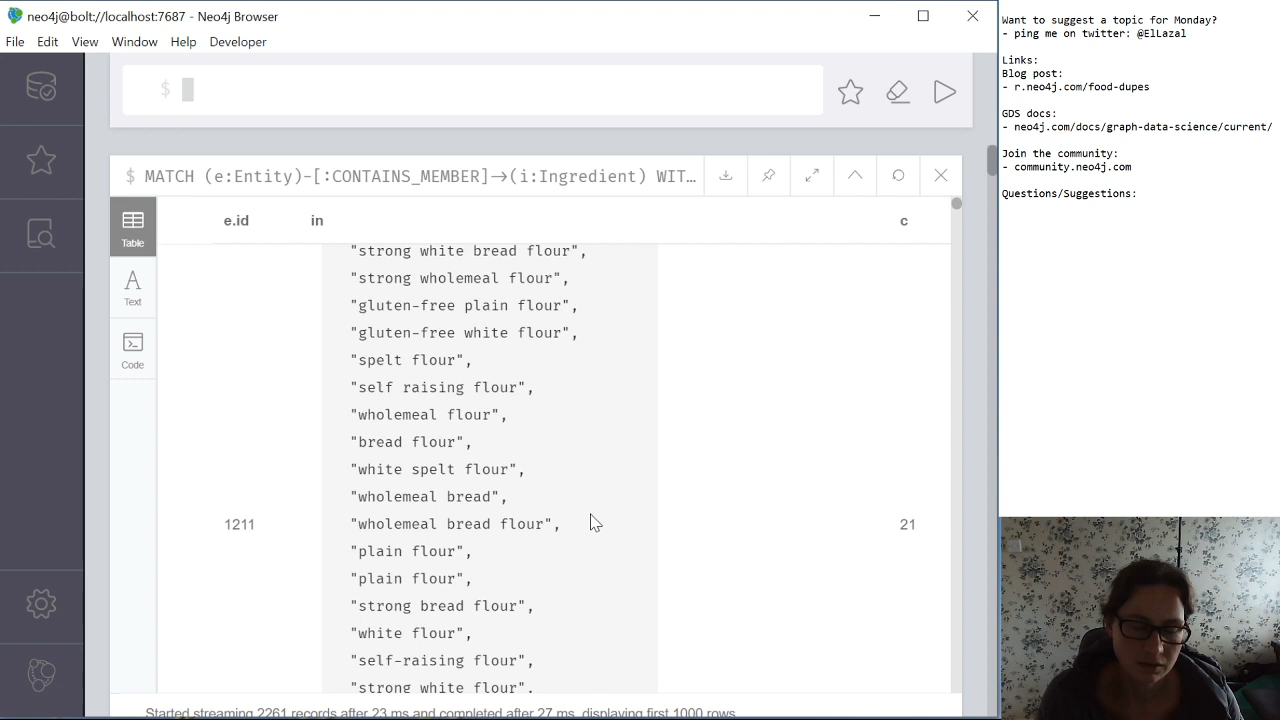 neo4j@bolt://localhost:7687 - Neo4j Browser
File Edit View Window Help Developer
$
$ MATCH (e:Entity)-[:CONTAINS_MEMBER]→(i:Ingredient) WIT...
Table
Text
Code
e.id in c
"strong white bread flour",
"strong wholemeal flour",
"gluten-free plain flour",
"gluten-free white flour",
"spelt flour",
"self raising flour",
"wholemeal flour",
"bread flour",
"white spelt flour",
"wholemeal bread",
1211 "wholemeal bread flour", 21
"plain flour",
"plain flour",
"strong bread flour",
"white flour",
"self-raising flour",
"strong white flour",
Started streaming 2261 records after 23 ms and completed after 27 ms, displaying first 1000 rows.
Want to suggest a topic for Monday?
- ping me on twitter: @ElLazal
Links:
Blog post:
- r.neo4j.com/food-dupes
GDS docs:
- neo4j.com/docs/graph-data-science/current/
Join the community:
- community.neo4j.com
Questions/Suggestions: